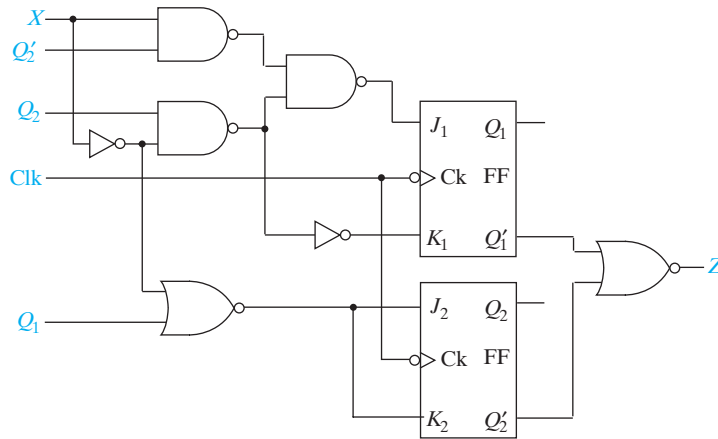 X
Q₂′
Q₂
Clk
Q₁
J₁ Q₁
Ck FF
K₁ Q₁′
J₂ Q₂
Ck FF
K₂ Q₂′
Z